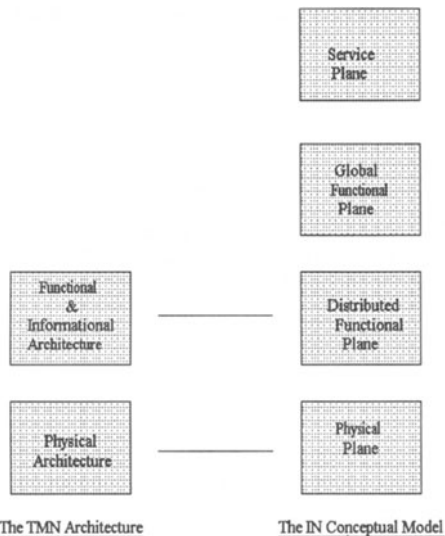 Service
Plane
Global
Functional
Plane
Functional
&
Informational
Architecture
Distributed
Functional
Plane
Physical
Architecture
Physical
Plane
The TMN Architecture
The IN Conceptual Model